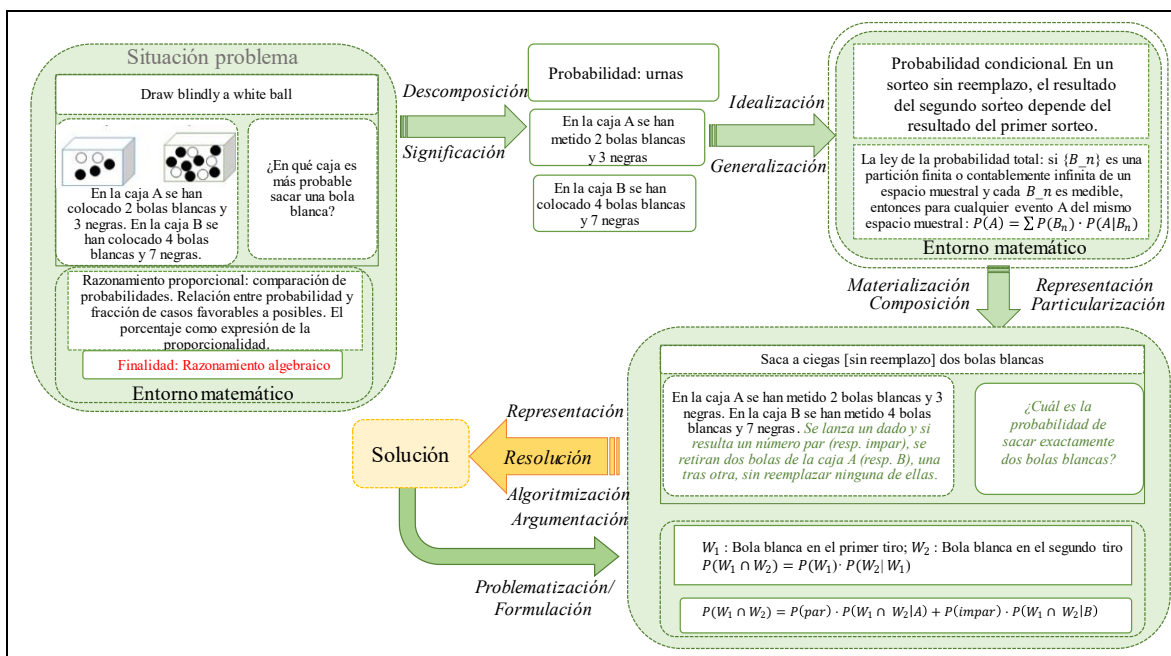 Situación problema
Draw blindly a white ball
En la caja A se han
colocado 2 bolas blancas y
3 negras. En la caja B se
han colocado 4 bolas
blancas y 7 negras.
¿En qué caja es
más probable
sacar una bola
blanca?
Razonamiento proporcional: comparación de
probabilidades. Relación entre probabilidad y
fracción de casos favorables a posibles. El
porcentaje como expresión de la
proporcionalidad.
Finalidad: Razonamiento algebraico
Entorno matemático
Descomposición
Significación
Probabilidad: urnas
En la caja A se han
metido 2 bolas blancas
y 3 negras
En la caja B se han
colocado 4 bolas blancas
y 7 negras
Idealización
Generalización
Probabilidad condicional. En un
sorteo sin reemplazo, el resultado
del segundo sorteo depende del
resultado del primer sorteo.
La ley de la probabilidad total: si {B_n} es una
partición finita o contablemente infinita de
un espacio muestral y cada B_n es medible,
entonces para cualquier evento A del mismo
espacio muestral: P(A) = ∑ P(Bₙ) · P(A|Bₙ)
Entorno matemático
Materialización
Composición
Representación
Particularización
Saca a ciegas [sin reemplazo] dos bolas blancas
En la caja A se han metido 2 bolas blancas y 3
negras. En la caja B se han metido 4 bolas
blancas y 7 negras. Se lanza un dado y si
resulta un número par (resp. impar), se
retiran dos bolas de la caja A (resp. B), una
tras otra, sin reemplazar ninguna de ellas.
¿Cuál es la
probabilidad de
sacar exactamente
dos bolas blancas?
W₁ : Bola blanca en el primer tiro; W₂ : Bola blanca en el segundo tiro
P(W₁ ∩ W₂) = P(W₁)· P(W₂| W₁)
P(W₁ ∩ W₂) = P(par) · P(W₁ ∩ W₂|A) + P(impar) · P(W₁ ∩ W₂|B)
Representación
Resolución
Algoritmización
Argumentación
Solución
Problematización/
Formulación